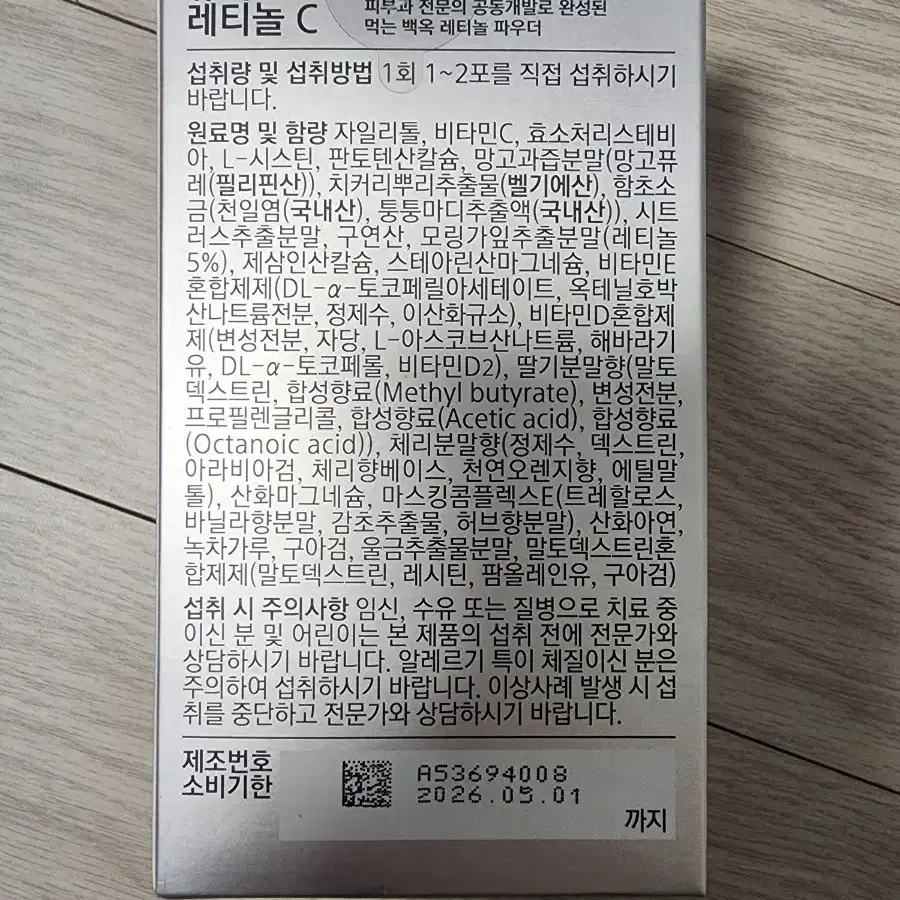 레티놀 C
피부과 전문의 공동개발로 완성된
먹는 백옥 레티놀 파우더
섭취량 및 섭취방법 1회 1~2포를 직접 섭취하시기
바랍니다.
원료명 및 함량 자일리톨, 비타민C, 효소처리스테비
아, L-시스틴, 판토텐산칼슘, 망고과즙분말(망고퓨
레(필리핀산)), 치커리뿌리추출물(벨기에산), 함초소
금(천일염(국내산), 퉁퉁마디추출액(국내산)), 시트
러스추출분말, 구연산, 모링가잎추출분말(레티놀
5%), 제삼인산칼슘, 스테아린산마그네슘, 비타민E
혼합제제(DL-α-토코페릴아세테이트, 옥테닐호박
산나트륨전분, 정제수, 이산화규소), 비타민D혼합제
제(변성전분, 자당, L-아스코브산나트륨, 해바라기
유, DL-α-토코페롤, 비타민D2), 딸기분말향(말토
덱스트린, 합성향료(Methyl butyrate), 변성전분,
프로필렌글리콜, 합성향료(Acetic acid), 합성향료
(Octanoic acid)), 체리분말향(정제수, 덱스트린,
아라비아검, 체리향베이스, 천연오렌지향, 에틸말
톨), 산화마그네슘, 마스킹콤플렉스E(트레할로스,
바닐라향분말, 감초추출물, 허브향분말), 산화아연,
녹차가루, 구아검, 울금추출물분말, 말토덱스트린혼
합제제(말토덱스트린, 레시틴, 팜올레인유, 구아검)
섭취 시 주의사항 임신, 수유 또는 질병으로 치료 중
이신 분 및 어린이는 본 제품의 섭취 전에 전문가와
상담하시기 바랍니다. 알레르기 특이 체질이신 분은
주의하여 섭취하시기 바랍니다. 이상사례 발생 시 섭
취를 중단하고 전문가와 상담하시기 바랍니다.
제조번호 A53694008
소비기한 2026.05.01
까지